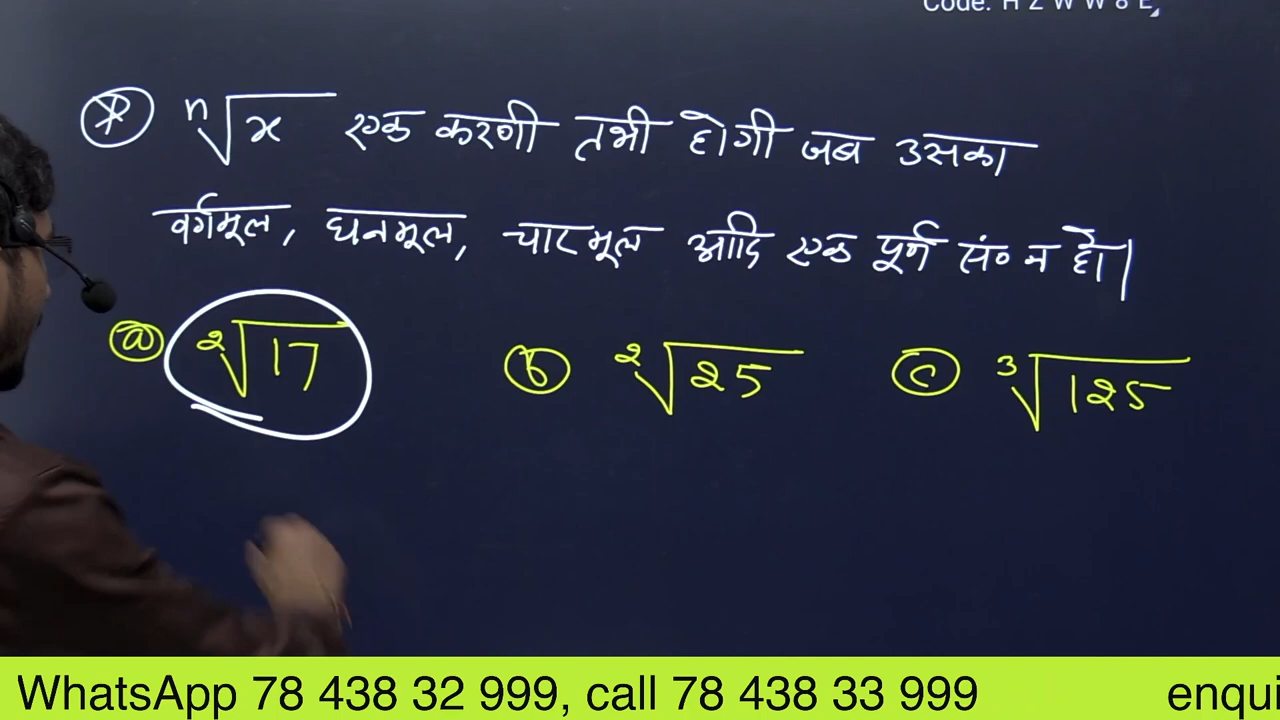 Code: H Z W W 8 E
* ⁿ√x एक करणी तभी होगी जब उसका
वर्गमूल, घनमूल, चारमूल आदि एक पूर्ण सं० न हो।
ⓐ ²√17 ⓑ ²√25 ⓒ ³√125
WhatsApp 78 438 32 999, call 78 438 33 999 enqui